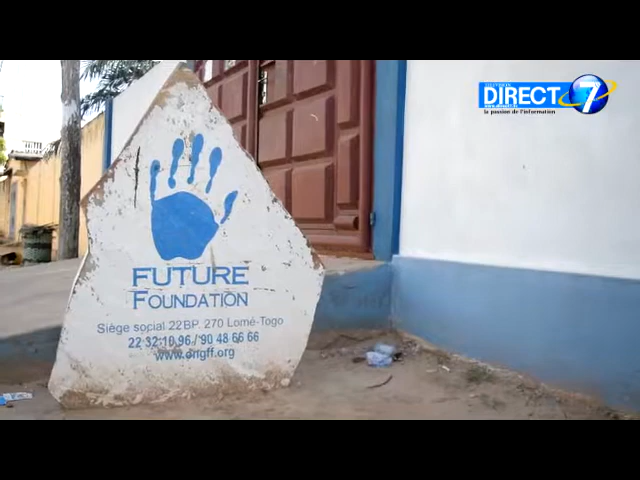 DIRECT 7
la passion de l'information
FUTURE
FOUNDATION
Siège social 22BP. 270 Lomé-Togo
22 32 10 96 / 90 48 66 66
www.ongff.org